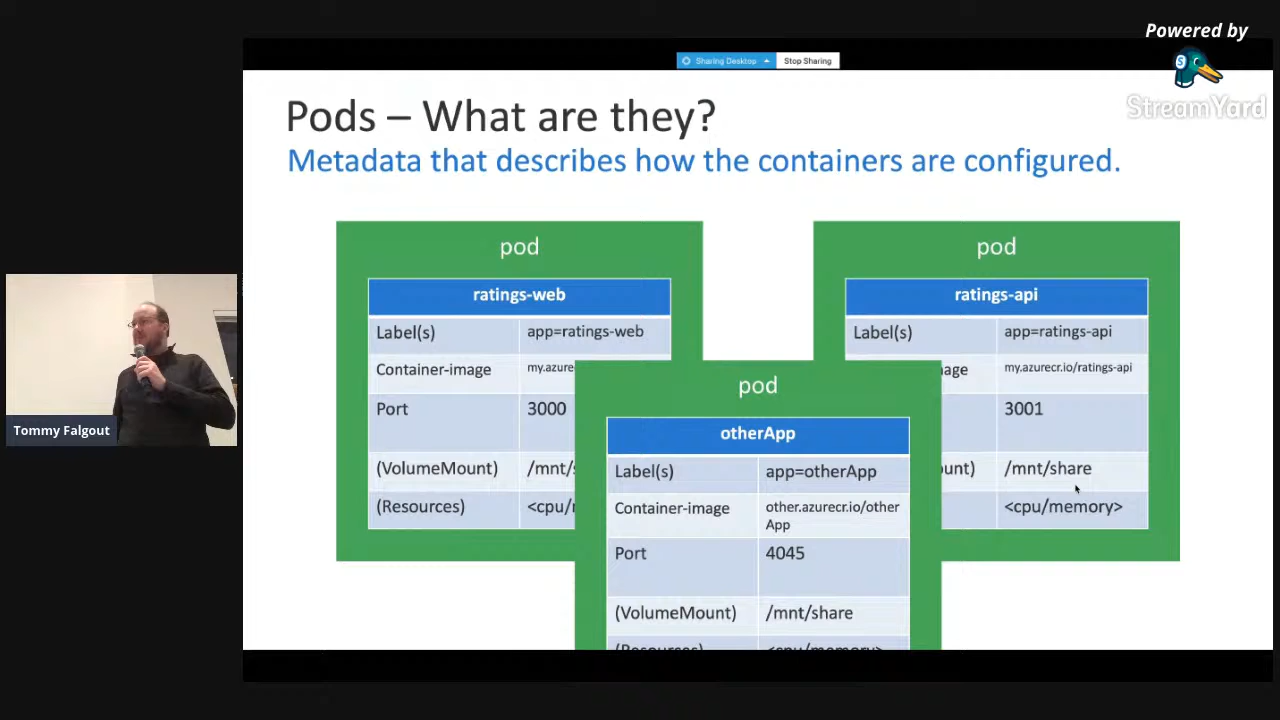 Powered by
StreamYard
Sharing Desktop
Stop Sharing
Pods – What are they?
Metadata that describes how the containers are configured.
pod
ratings-web
Label(s) app=ratings-web
Container-image my.azure
Port 3000
(VolumeMount) /mnt/s
(Resources) <cpu/
pod
ratings-api
Label(s) app=ratings-api
age my.azurecr.io/ratings-api
3001
unt) /mnt/share
<cpu/memory>
pod
otherApp
Label(s) app=otherApp
Container-image other.azurecr.io/other
App
Port 4045
(VolumeMount) /mnt/share
(Resources) <cpu/memory>
Tommy Falgout